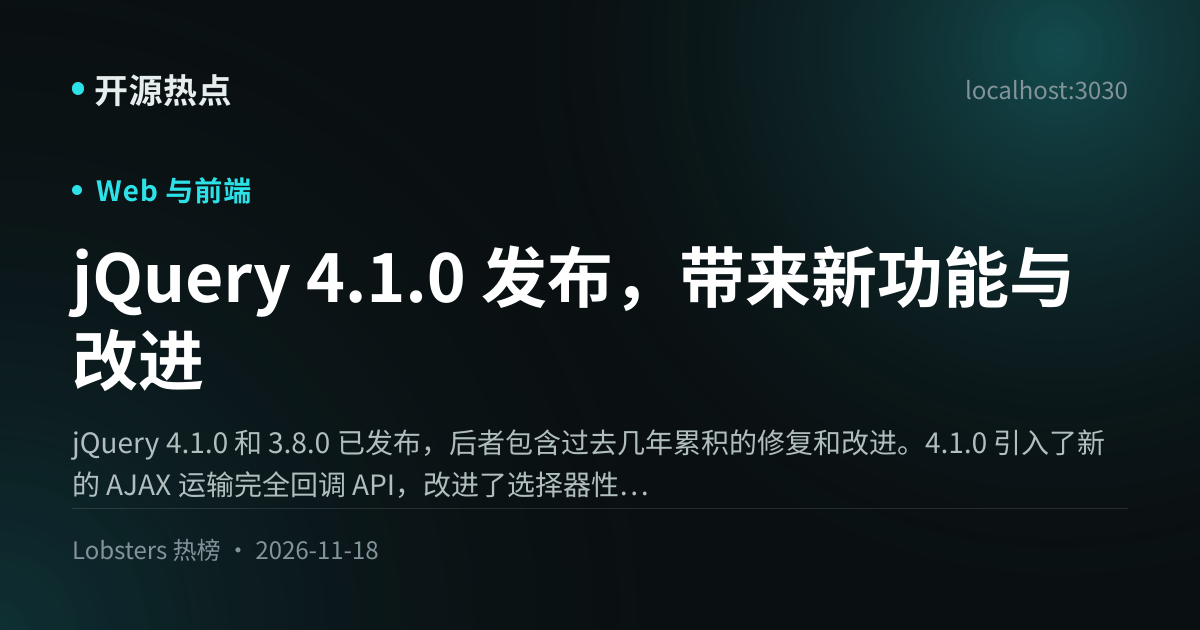 开源热点
localhost:3030
Web 与前端
jQuery 4.1.0 发布，带来新功能与
改进
jQuery 4.1.0 和 3.8.0 已发布，后者包含过去几年累积的修复和改进。4.1.0 引入了新
的 AJAX 运输完全回调 API，改进了选择器性…
Lobsters 热榜 · 2026-11-18